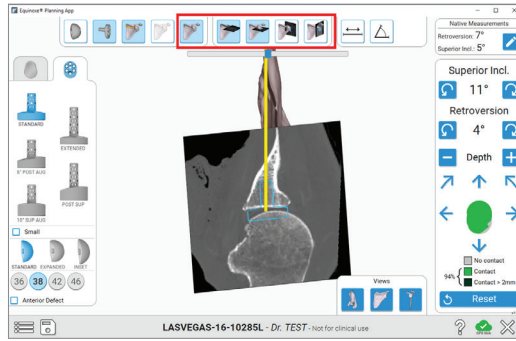 Equinoxe® Planning App
Native Measurements
Retroversion: 7°
Superior Incl.: 5°
STANDARD
EXTENDED
8° POST AUG
POST SUP
10° SUP AUG
Small
STANDARD EXPANDED INSET
36 38 42 46
Anterior Defect
Superior Incl.
11°
Retroversion
4°
Depth
No contact
94% Contact
Contact > 2mm
Reset
Views
LASVEGAS-16-10285L - Dr. TEST - Not for clinical use